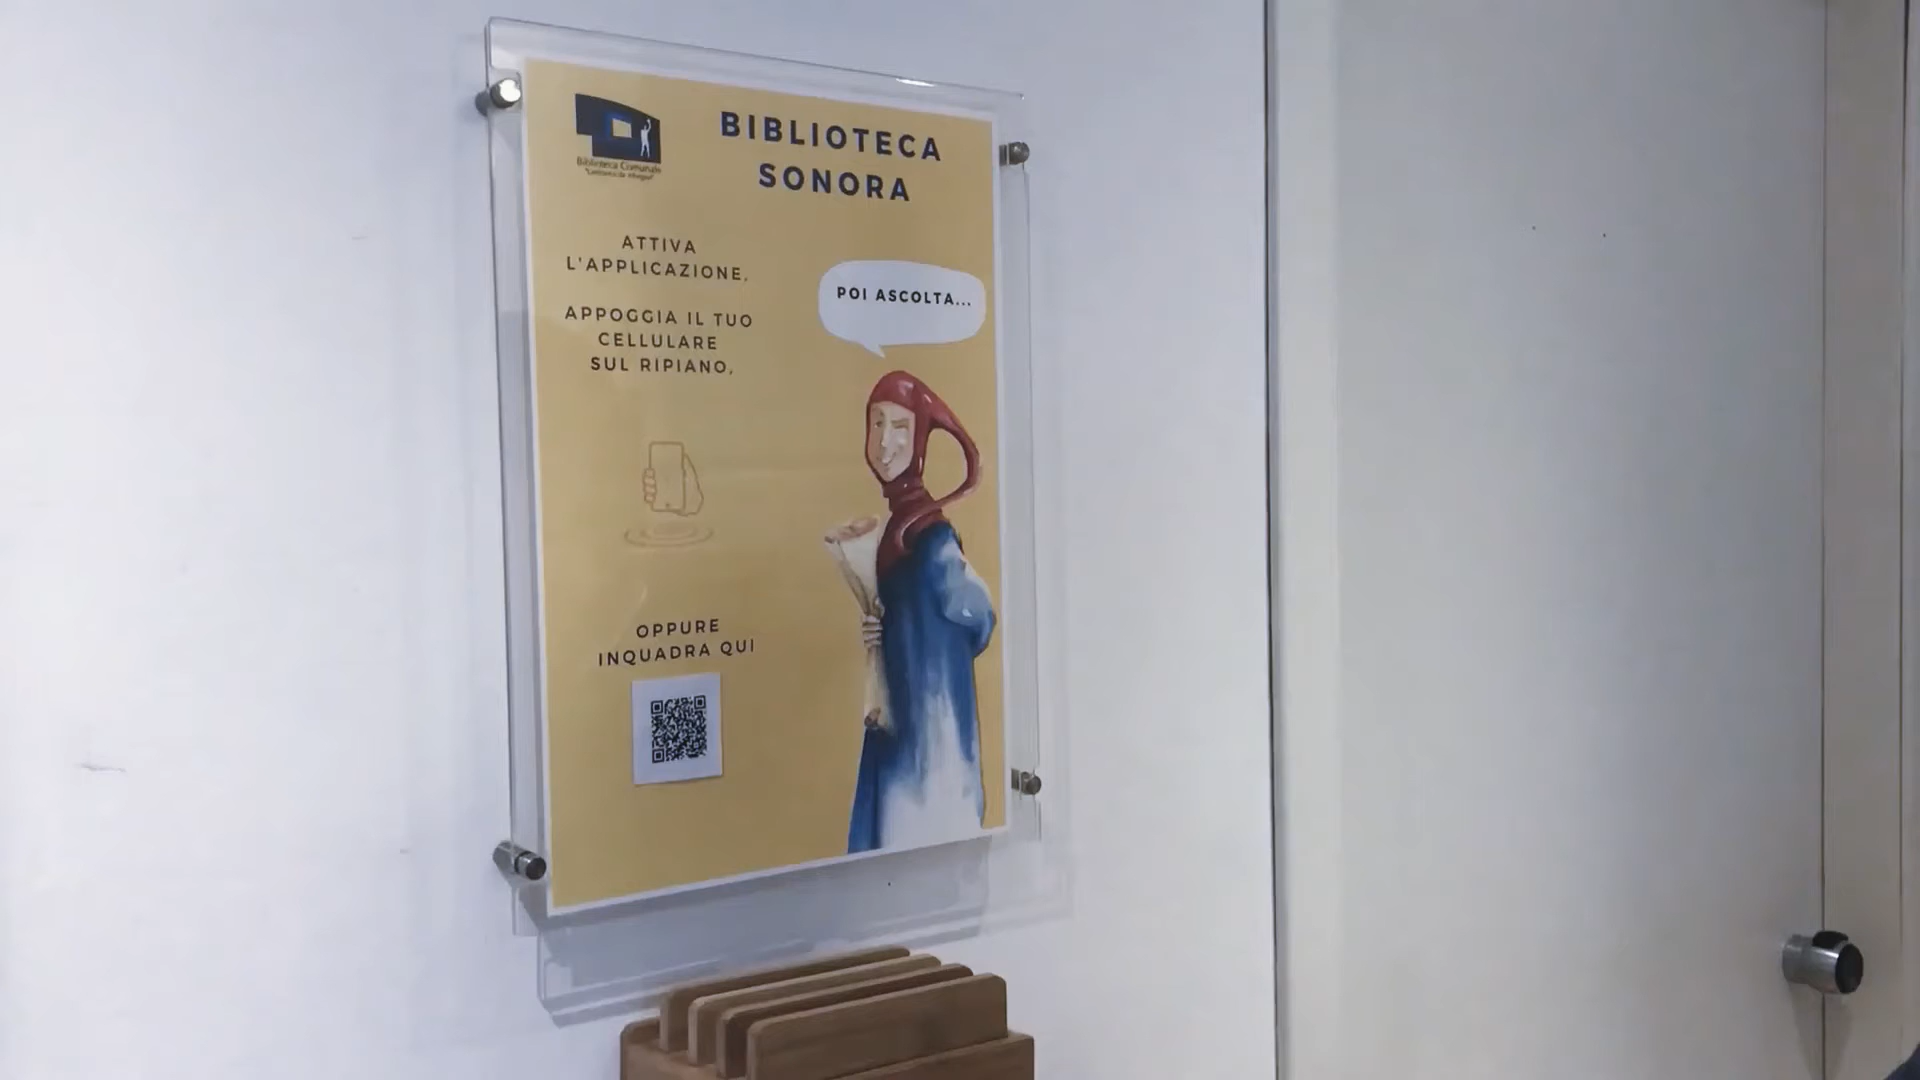 BIBLIOTECA
SONORA
Biblioteca Comunale
ATTIVA
L'APPLICAZIONE,
APPOGGIA IL TUO
CELLULARE
SUL RIPIANO,
POI ASCOLTA...
OPPURE
INQUADRA QUI